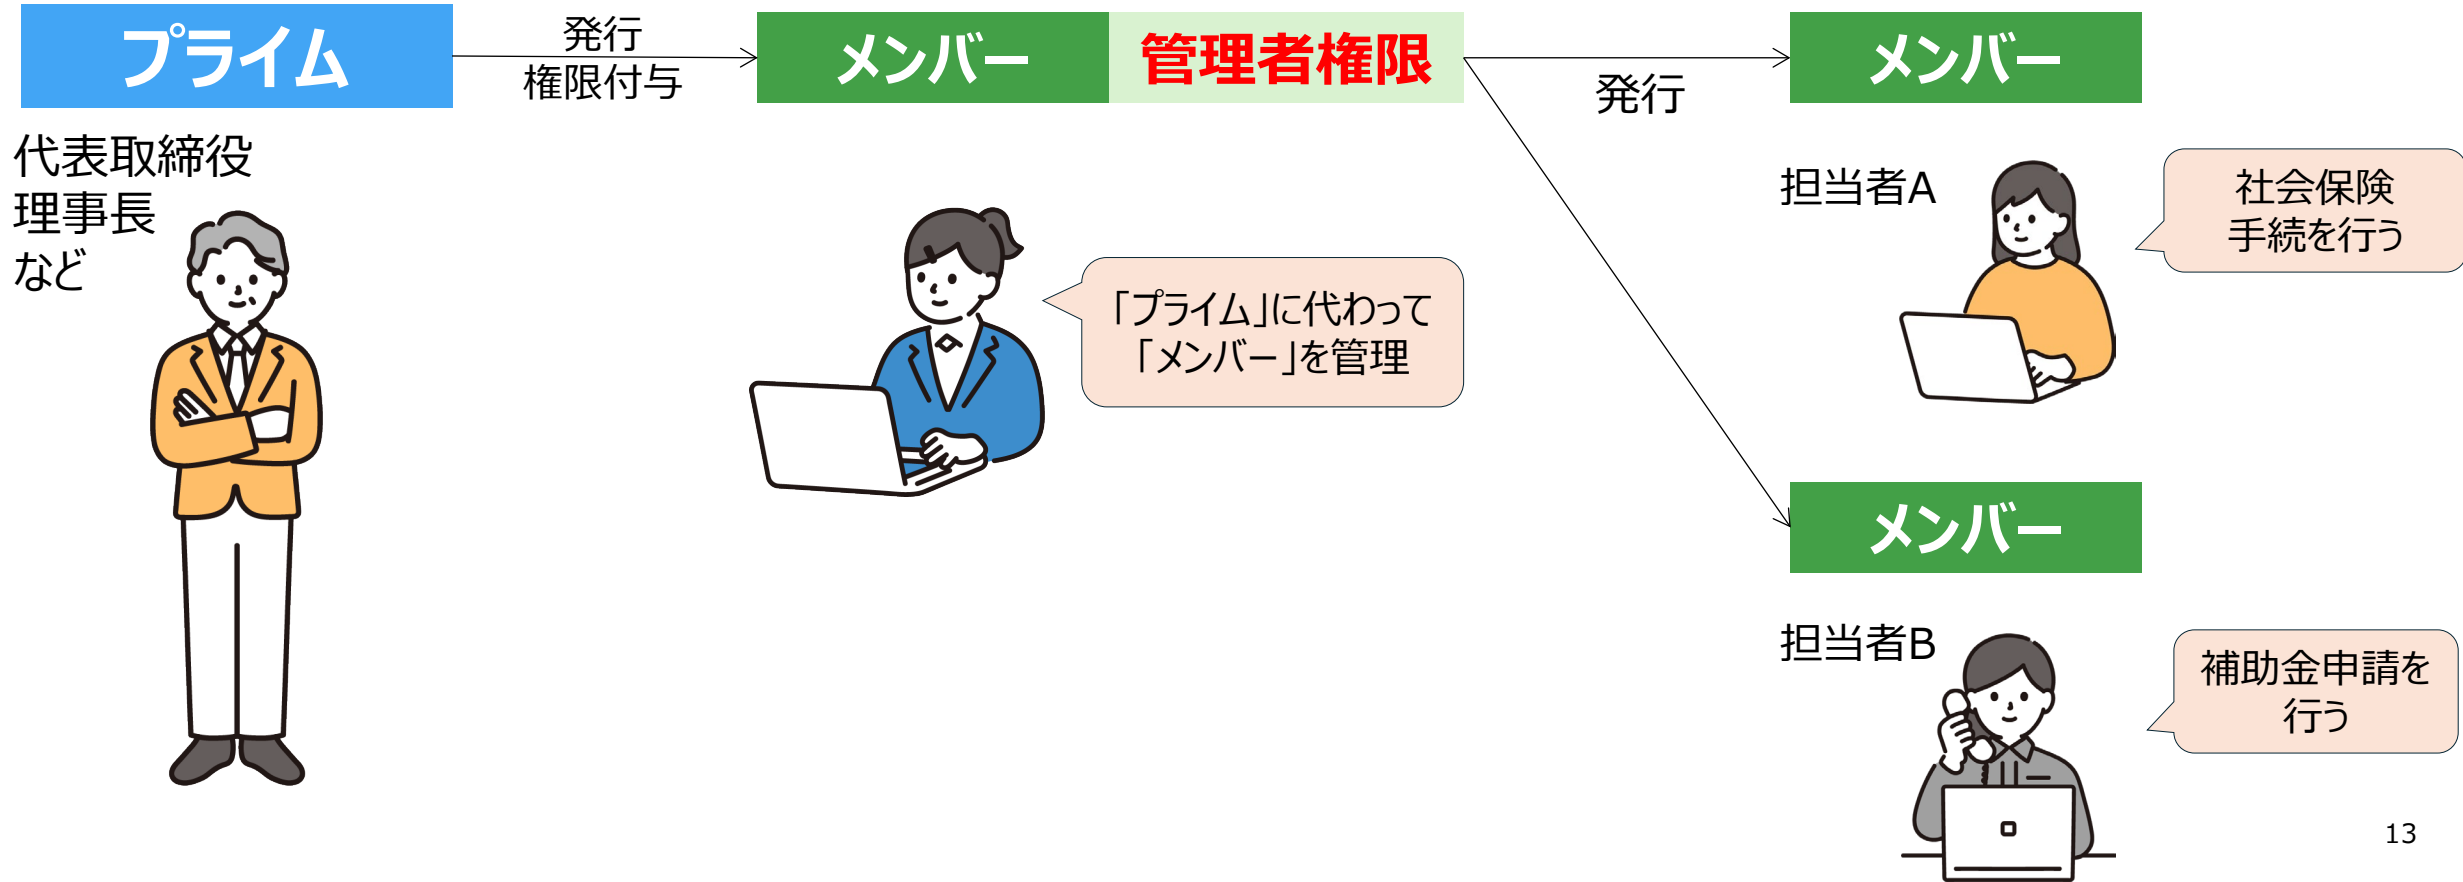 プライム
発行
権限付与
メンバー
管理者権限
発行
メンバー
代表取締役
理事長
など
「プライム」に代わって
「メンバー」を管理
担当者A
社会保険
手続を行う
メンバー
担当者B
補助金申請を
行う
13